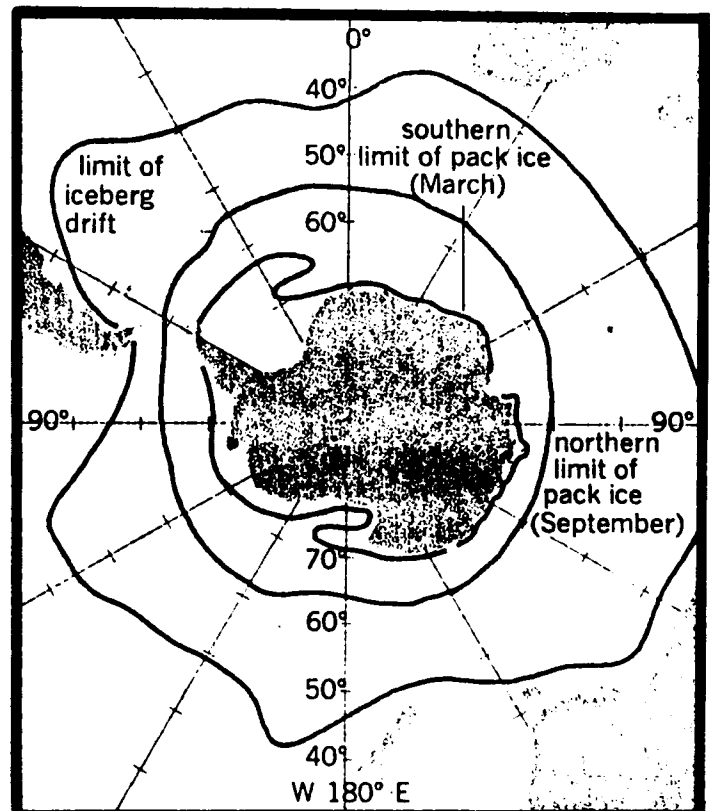 0°
40°
southern
limit of pack ice
(March)
50°
60°
limit of
iceberg
drift
90°
90°
northern
limit of
pack ice
(September)
70°
60°
50°
40°
W 180° E